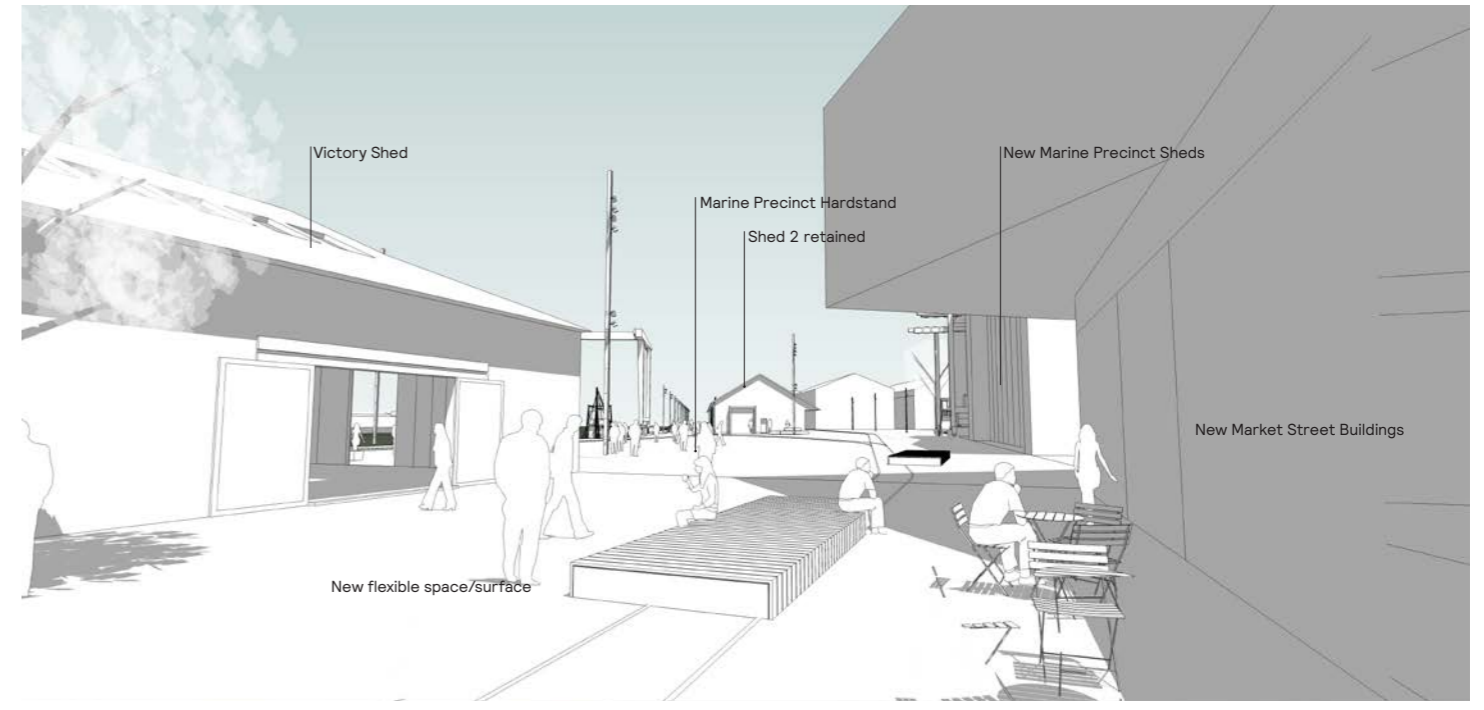 Victory Shed
New Marine Precinct Sheds
Marine Precinct Hardstand
Shed 2 retained
New Market Street Buildings
New flexible space/surface